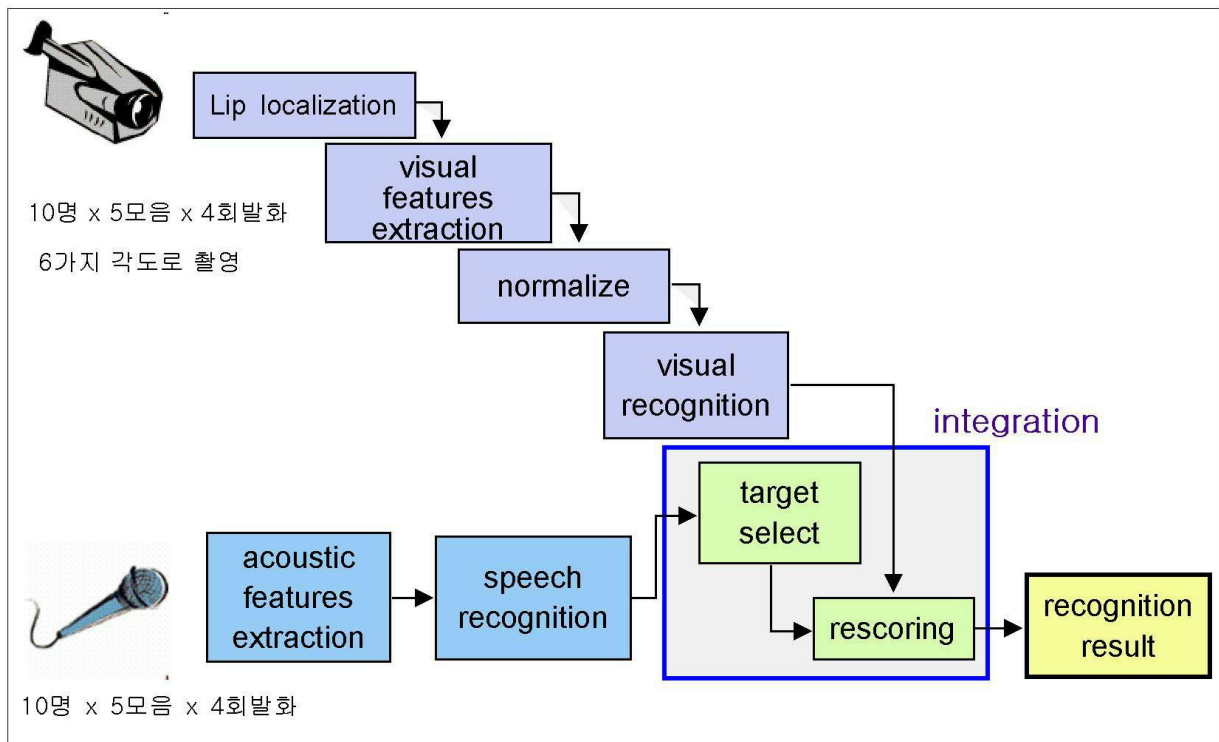 Lip localization
visual
features
extraction
10명 x 5모음 x 4회발화
6가지 각도로 촬영
normalize
visual
recognition
integration
target
select
acoustic
features
extraction
speech
recognition
rescoring
recognition
result
10명 x 5모음 x 4회발화